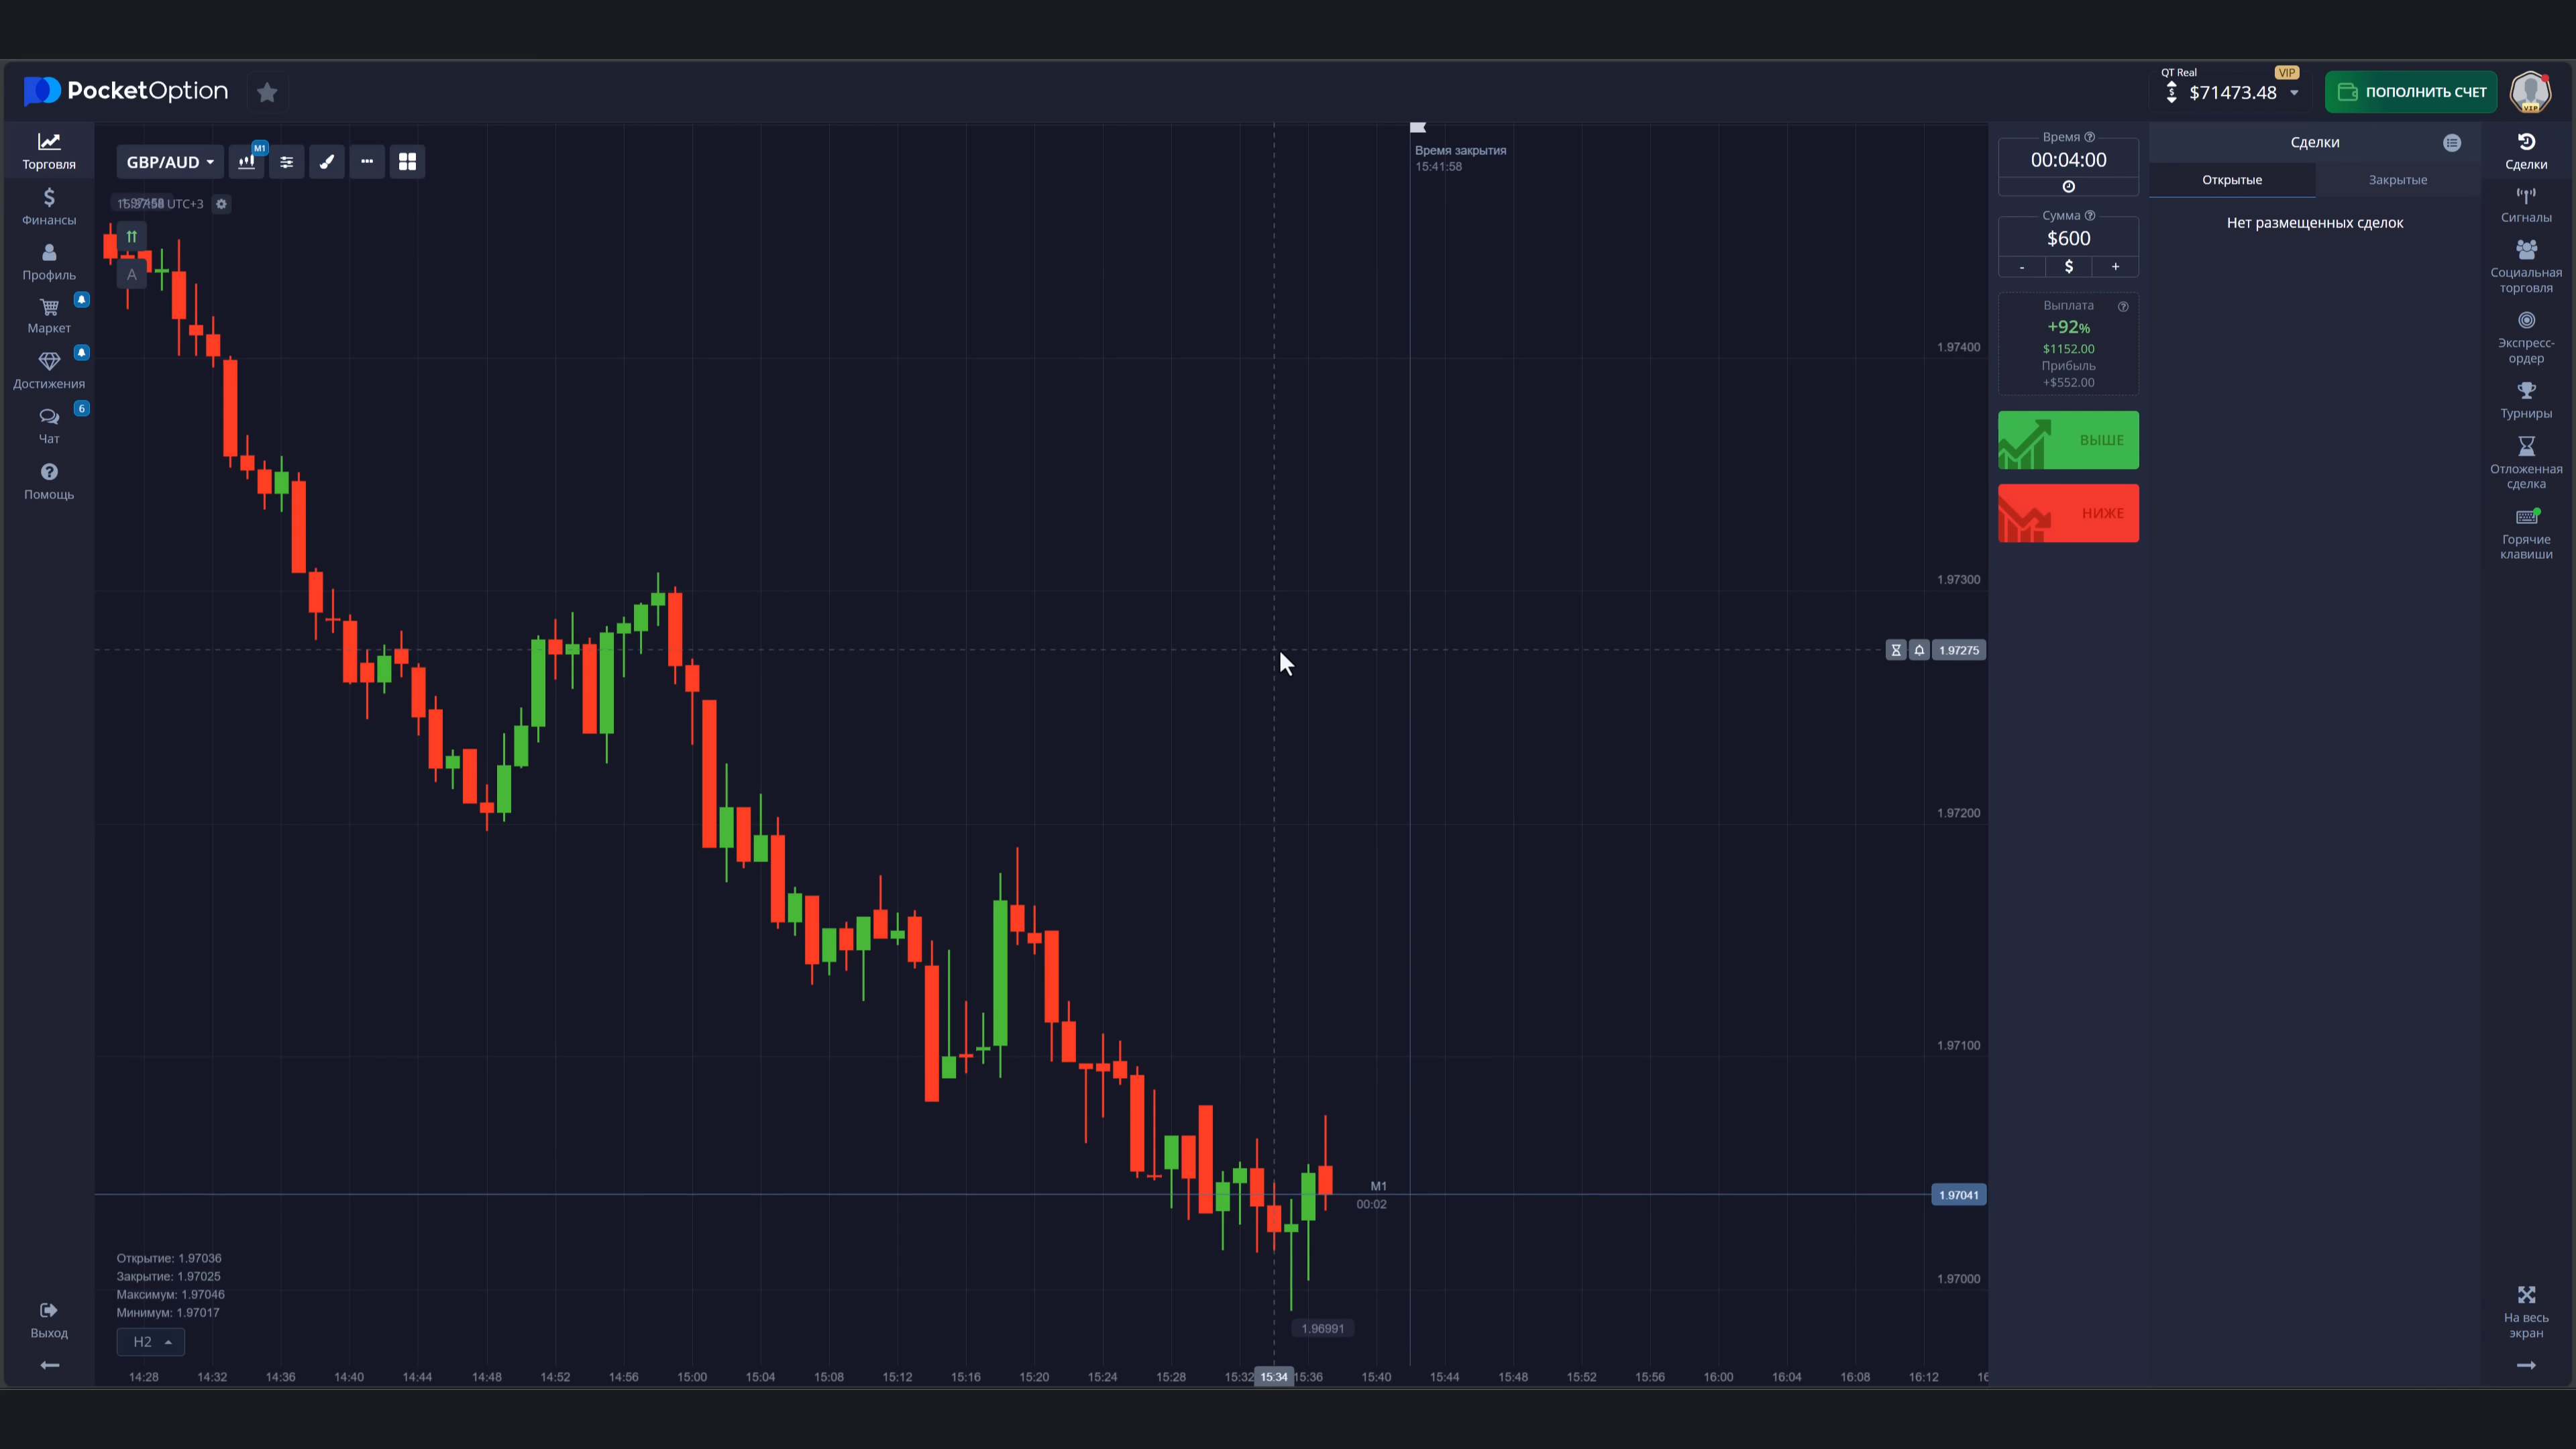 PocketOption
QT Real
VIP
$71473.48
ПОПОЛНИТЬ СЧЕТ
VIP
Торговля
Финансы
Профиль
Маркет
Достижения
6
Чат
Помощь
Выход
GBP/AUD
M1
UTC+3
A
Время закрытия
15:41:58
1.97400
1.97300
1.97275
1.97200
1.97100
1.97041
1.97000
M1
00:02
1.96991
Открытие: 1.97036
Закрытие: 1.97025
Максимум: 1.97046
Минимум: 1.97017
H2
14:28 14:32 14:36 14:40 14:44 14:48 14:52 14:56 15:00 15:04 15:08 15:12 15:16 15:20 15:24 15:28 15:32 15:34 15:36 15:40 15:44 15:48 15:52 15:56 16:00 16:04 16:08 16:12 16
Время
00:04:00
Сумма
$600
- $ +
Выплата
+92%
$1152.00
Прибыль
+$552.00
ВЫШЕ
НИЖЕ
Сделки
Открытые
Закрытые
Нет размещенных сделок
Сделки
Сигналы
Социальная
торговля
Экспресс-
ордер
Турниры
Отложенная
сделка
Горячие
клавиши
На весь
экран